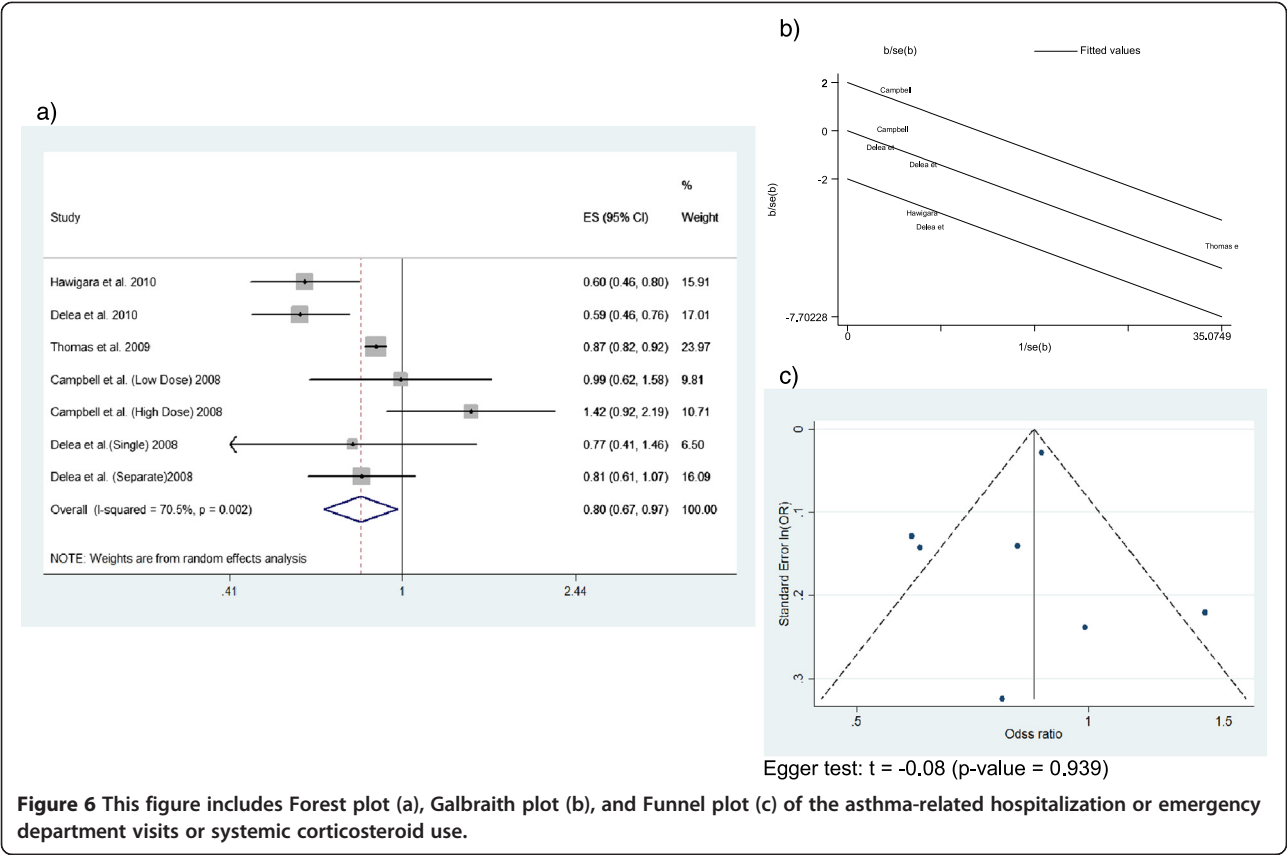 a)
%
Study ES (95% CI) Weight
Hawigara et al. 2010 0.60 (0.46, 0.80) 15.91
Delea et al. 2010 0.59 (0.46, 0.76) 17.01
Thomas et al. 2009 0.87 (0.82, 0.92) 23.97
Campbell et al. (Low Dose) 2008 0.99 (0.62, 1.58) 9.81
Campbell et al. (High Dose) 2008 1.42 (0.92, 2.19) 10.71
Delea et al.(Single) 2008 0.77 (0.41, 1.46) 6.50
Delea et al. (Separate)2008 0.81 (0.61, 1.07) 16.09
Overall (I-squared = 70.5%, p = 0.002) 0.80 (0.67, 0.97) 100.00
NOTE: Weights are from random effects analysis
.41 1 2.44
b)
b/se(b) Fitted values
b/se(b)
2
0
-2
-7.70228
Campbell
Campbell
Delea et
Delea et
Hawigara
Delea et
Thomas e
0 35.0749
1/se(b)
c)
Standard Error ln(OR)
0
.1
.2
.3
.5 1 1.5
Odss ratio
Egger test: t = -0.08 (p-value = 0.939)
Figure 6 This figure includes Forest plot (a), Galbraith plot (b), and Funnel plot (c) of the asthma-related hospitalization or emergency
department visits or systemic corticosteroid use.